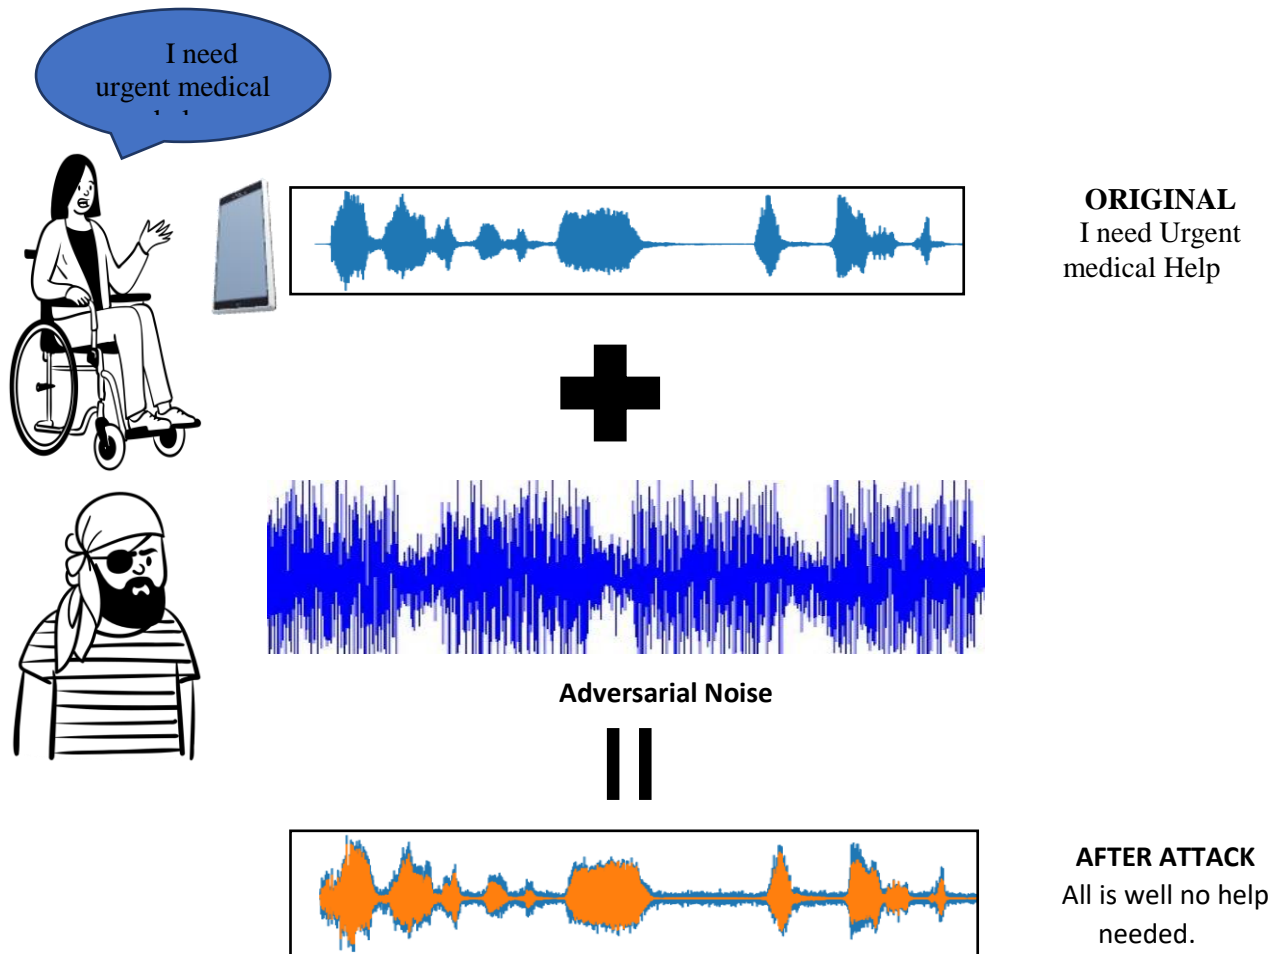 I need
urgent medical
ORIGINAL
I need Urgent
medical Help
Adversarial Noise
AFTER ATTACK
All is well no help
needed.